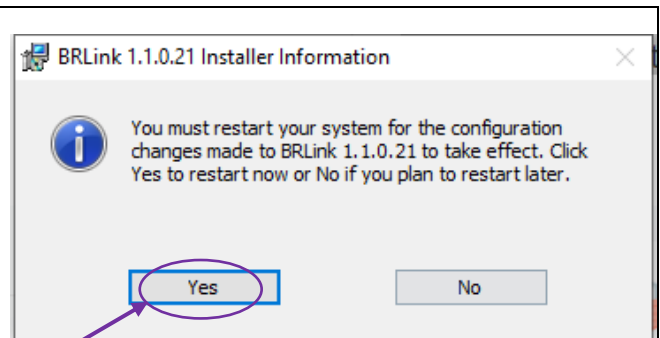 BRLink 1.1.0.21 Installer Information
You must restart your system for the configuration
changes made to BRLink 1.1.0.21 to take effect. Click
Yes to restart now or No if you plan to restart later.
Yes
No